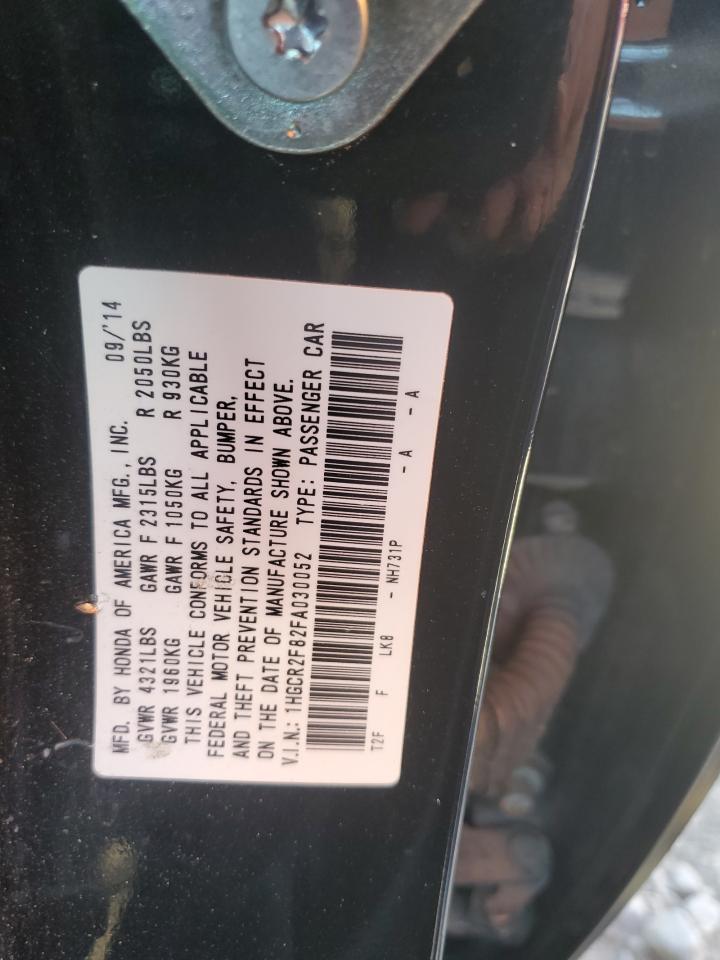 MFD. BY HONDA OF AMERICA MFG., INC. 09/'14
GVWR 4321LBS GAWR F 2315LBS R 2050LBS
GVWR 1960KG GAWR F 1050KG R 930KG
THIS VEHICLE CONFORMS TO ALL APPLICABLE
FEDERAL MOTOR VEHICLE SAFETY, BUMPER,
AND THEFT PREVENTION STANDARDS IN EFFECT
ON THE DATE OF MANUFACTURE SHOWN ABOVE.
V.I.N.: 1HGCR2F82FA030052 TYPE: PASSENGER CAR
T2F F LK8 - NH731P - A - A